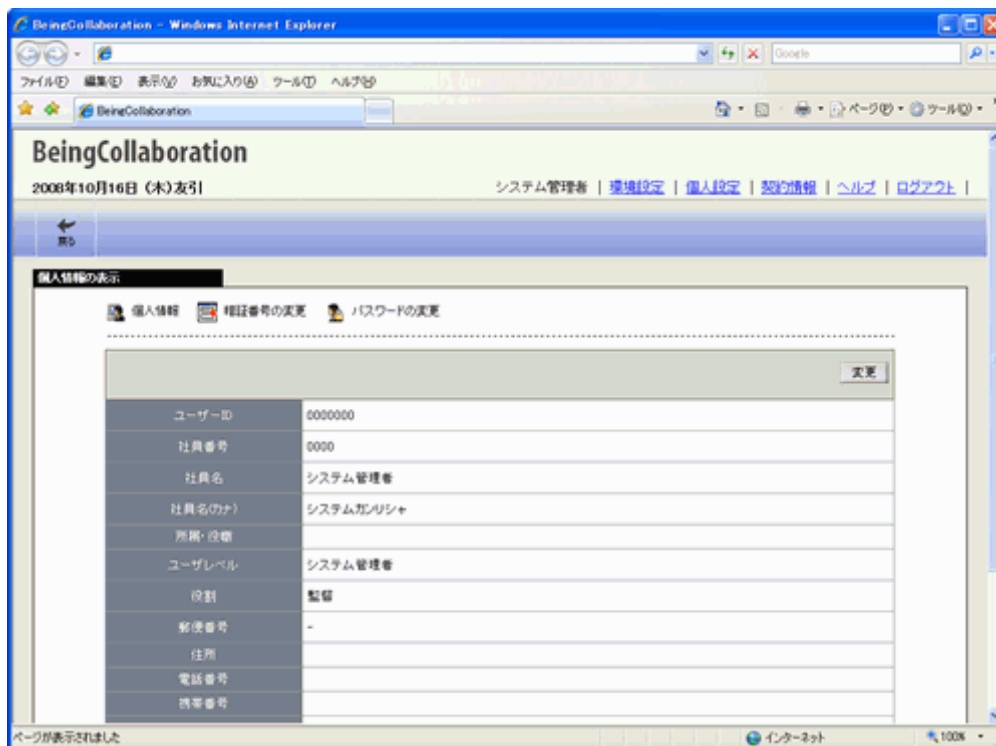 BeingCollaboration - Windows Internet Explorer
Google
ファイル(F) 編集(E) 表示(V) お気に入り(A) ツール(T) ヘルプ(H)
BeingCollaboration ページ(P) ツール(O)
BeingCollaboration
2008年10月16日 (木)友引 システム管理者 | 環境設定 | 個人設定 | 契約情報 | ヘルプ | ログアウト |
戻る
個人情報の表示
個人情報 暗証番号の変更 パスワードの変更
変更
ユーザーID 0000000
社員番号 0000
社員名 システム管理者
社員名(カナ) システムカンリシャ
所属・役職
ユーザレベル システム管理者
役割 監督
郵便番号 -
住所
電話番号
携帯番号
ページが表示されました インターネット 100%